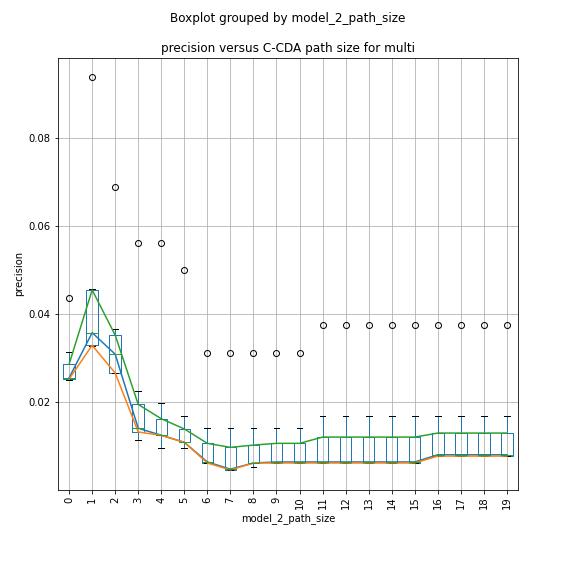 Boxplot grouped by model_2_path_size
precision versus C-CDA path size for multi
0.08
0.06
0.04
0.02
precision
0 1 2 3 4 5 6 7 8 9 10 11 12 13 14 15 16 17 18 19
model_2_path_size